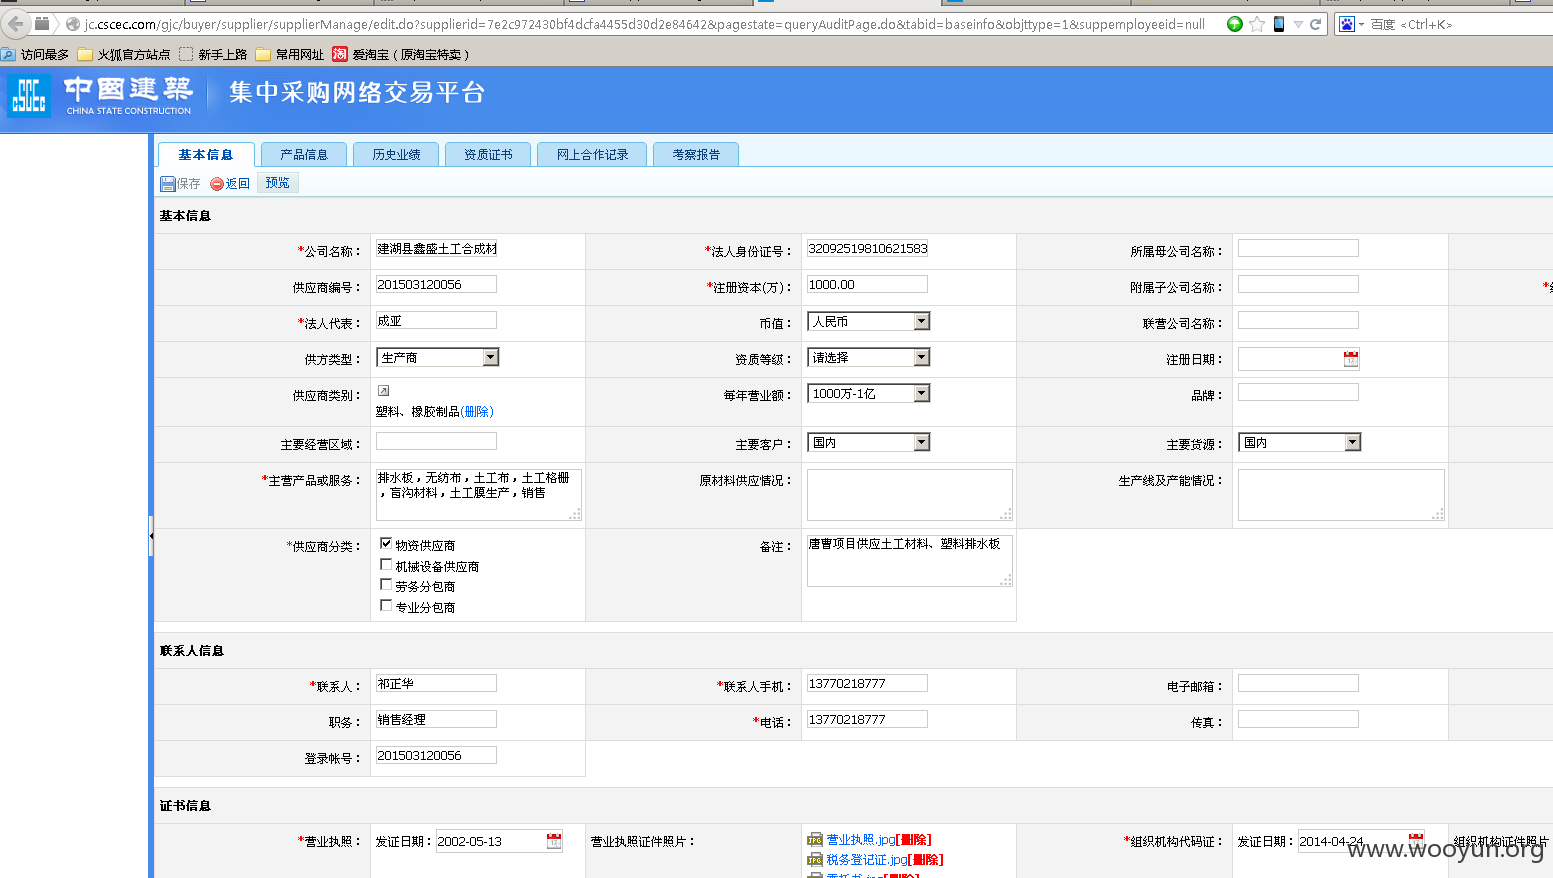 jc.cscec.com/gjc/buyer/supplier/supplierManage/edit.do?supplierid=7e2c972430bf4dcfa4455d30d2e84642&pagestate=queryAuditPage.do&tabid=baseinfo&objttype=1&suppemployeeid=null
百度 <Ctrl+K>
访问最多 火狐官方站点 新手上路 常用网址 爱淘宝（原淘宝特卖）
中國建築
CHINA STATE CONSTRUCTION
集中采购网络交易平台
基本信息 产品信息 历史业绩 资质证书 网上合作记录 考察报告
保存 返回 预览
基本信息
*公司名称： 建湖县鑫盛土工合成材 *法人身份证号： 32092519810621583 所属母公司名称：
供应商编号： 201503120056 *注册资本(万)： 1000.00 附属子公司名称：
*法人代表： 成亚 币值： 人民币 联营公司名称：
供方类型： 生产商 资质等级： 请选择 注册日期：
供应商类别： 塑料、橡胶制品(删除) 每年营业额： 1000万-1亿 品牌：
主要经营区域： 主要客户： 国内 主要货源： 国内
*主营产品或服务： 排水板，无纺布，土工布，土工格栅 原材料供应情况： 生产线及产能情况：
，盲沟材料，土工膜生产，销售
*供应商分类： 物资供应商 备注： 唐曹项目供应土工材料、塑料排水板
机械设备供应商
劳务分包商
专业分包商
联系人信息
*联系人： 祁正华 *联系人手机： 13770218777 电子邮箱：
职务： 销售经理 *电话： 13770218777 传真：
登录帐号： 201503120056
证书信息
*营业执照： 发证日期： 2002-05-13 营业执照证件照片： 营业执照.jpg[删除] *组织机构代码证： 发证日期： 2014-04-24 组织机构证件照片
税务登记证.jpg[删除]
www.wooyun.org